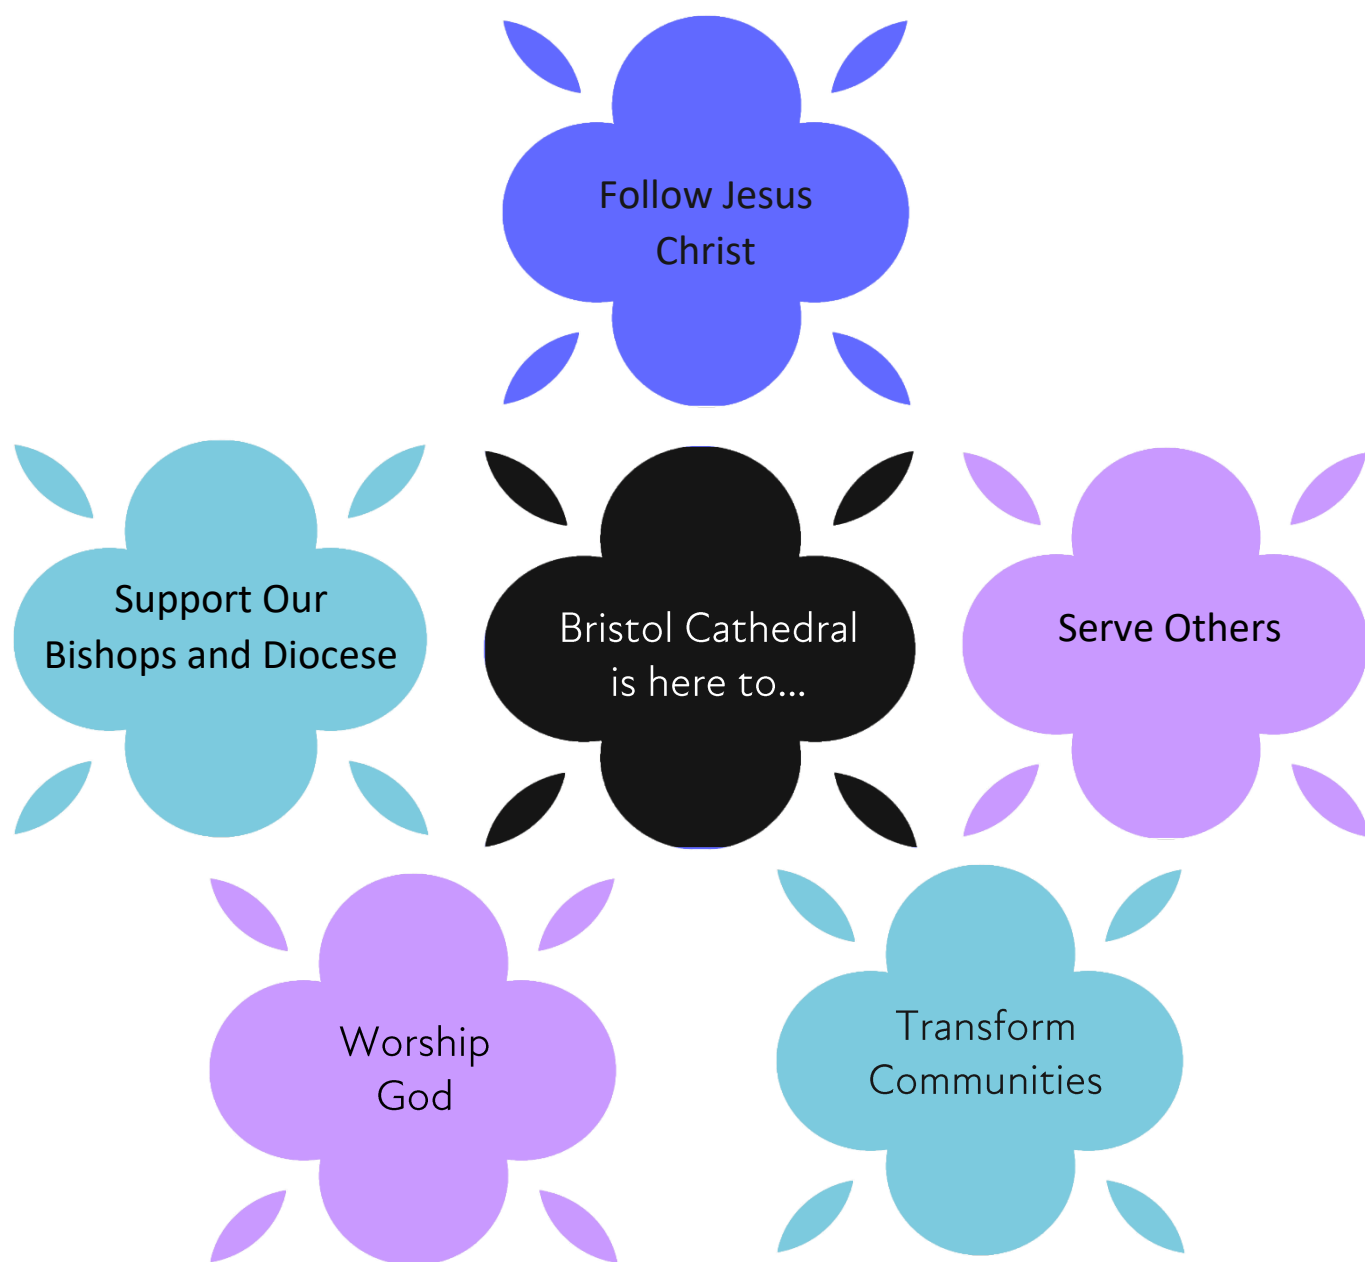 Follow Jesus
Christ
Support Our
Bishops and Diocese
Bristol Cathedral
is here to...
Serve Others
Worship
God
Transform
Communities